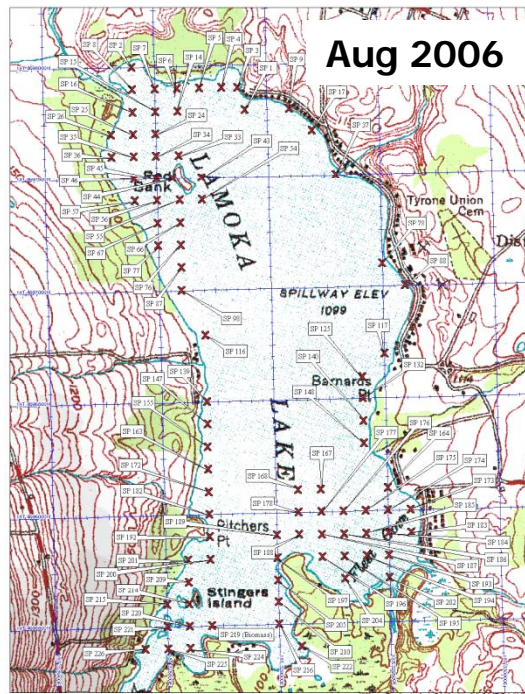 Aug 2006
SP 8
SP 2
SP 7
SP 6
SP 14
SP 5
SP 4
SP 3
SP 1
SP 9
SP 17
SP 15
SP 16
SP 25
SP 26
SP 35
SP 36
SP 24
SP 34
SP 33
SP 43
SP 54
SP 37
SP 45
SP 46
SP 44
SP 57
SP 56
SP 55
SP 67
SP 66
SP 77
SP 76
SP 87
SP 98
SP 116
Red
Bank
LAMOKA
LAKE
Tyrone Union
Cem
SP 78
SP 88
SPILLWAY ELEV
1099
SP 125
SP 117
SP 140
SP 132
Barnards
Pt
SP 148
1114
1200
SP 139
SP 147
SP 155
SP 163
SP 172
SP 182
SP 176
SP 164
SP 177
SP 167
SP 168
SP 175
SP 174
SP 173
SP 178
SP 185
SP 183
SP 184
SP 186
SP 187
SP 188
SP 189
SP 192
Pitchers
Pt
SP 193
SP 194
SP 202
SP 195
SP 196
SP 197
SP 204
SP 205
SP 201
SP 200
SP 209
SP 214
SP 215
SP 220
SP 221
SP 226
Stingers
Island
1300
SP 219 (Biomass)
SP 210
SP 222
SP 216
SP 224
SP 225
1200